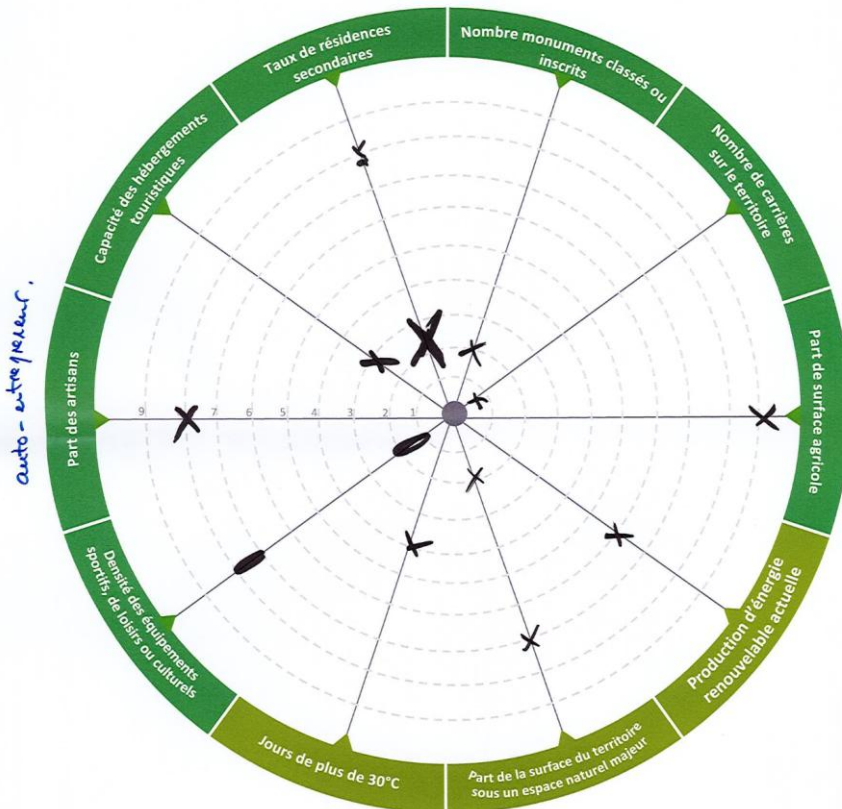 Taux de résidences
secondaires
Nombre monuments classés ou
inscrits
Nombre de carrières
sur le territoire
Part de surface agricole
Production d'énergie
renouvelable actuelle
Part de la surface du territoire
sous un espace naturel majeur
Jours de plus de 30°C
Densité des équipements
sportifs, de loisirs ou culturels
Part des artisans
Capacité des hébergements
touristiques
auto-entrepreneur.
9 7 6 5 4 3 2 1